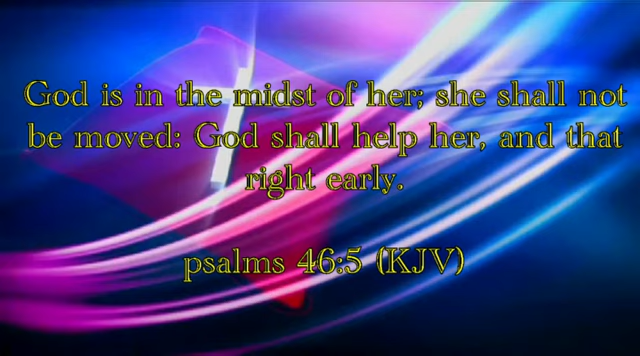 God is in the midst of her; she shall not
be moved: God shall help her, and that
right early.
psalms 46:5 (KJV)